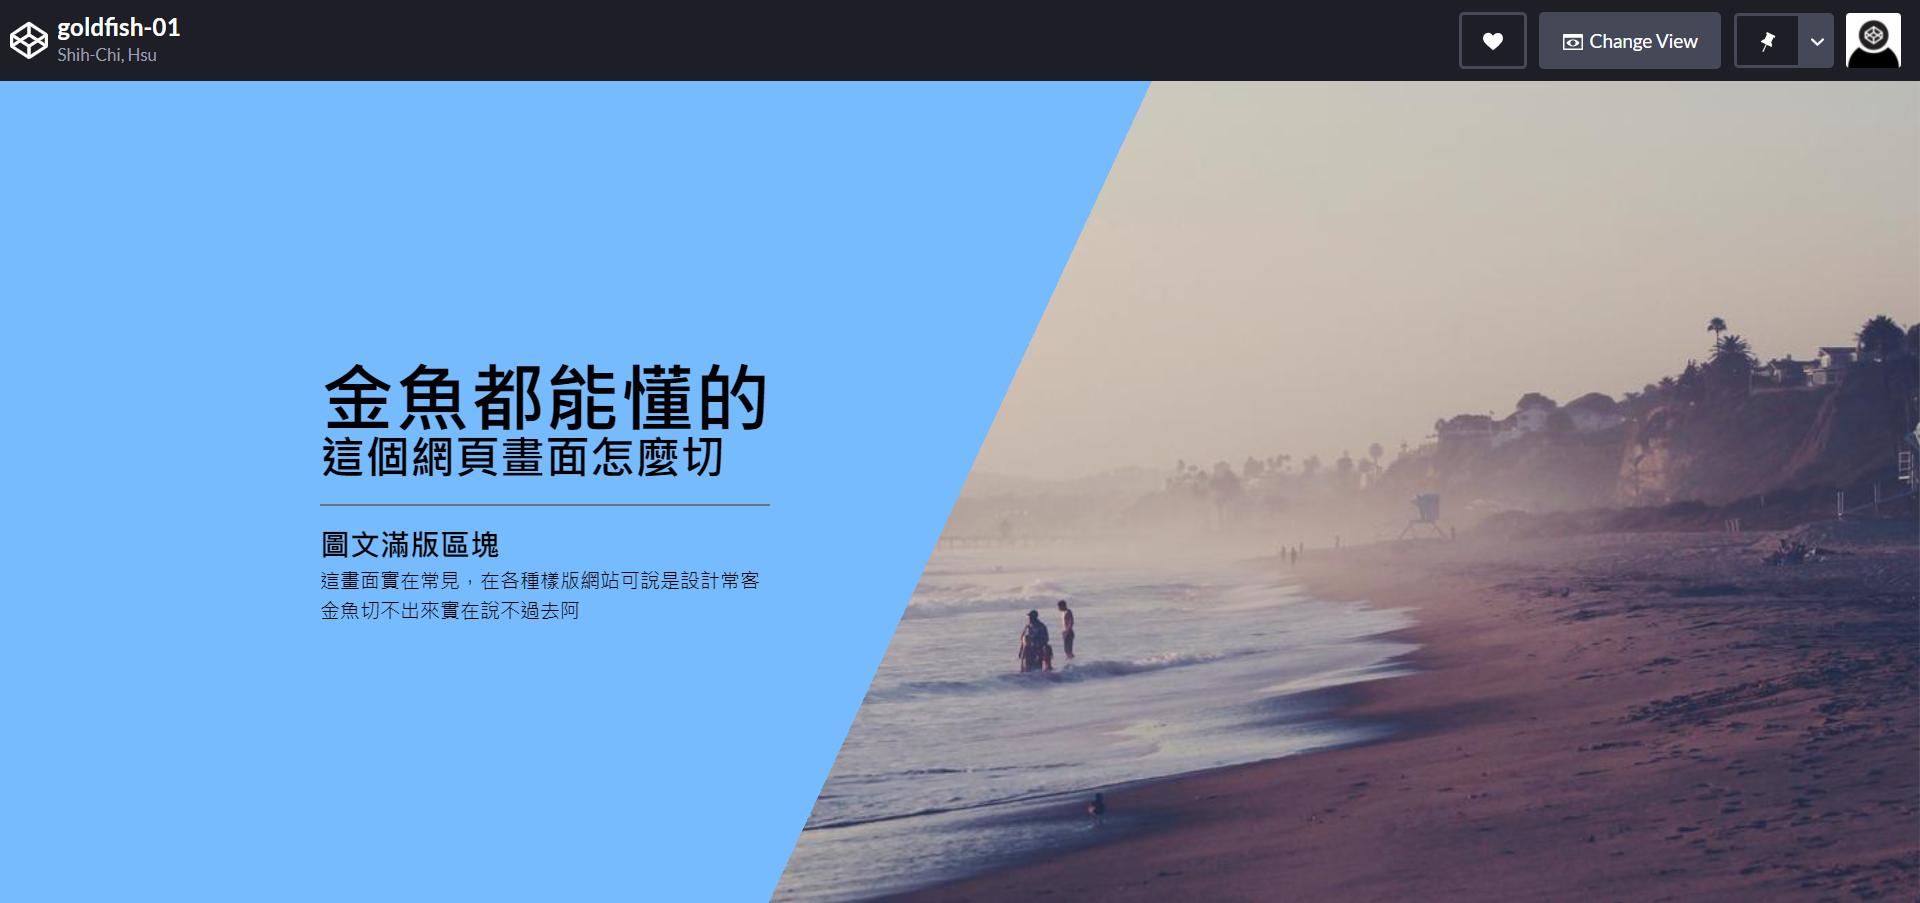 goldfish-01
Shih-Chi, Hsu
Change View
金魚都能懂的
這個網頁畫面怎麼切
圖文滿版區塊
這畫面實在常見，在各種樣版網站可說是設計常客
金魚切不出來實在說不過去阿